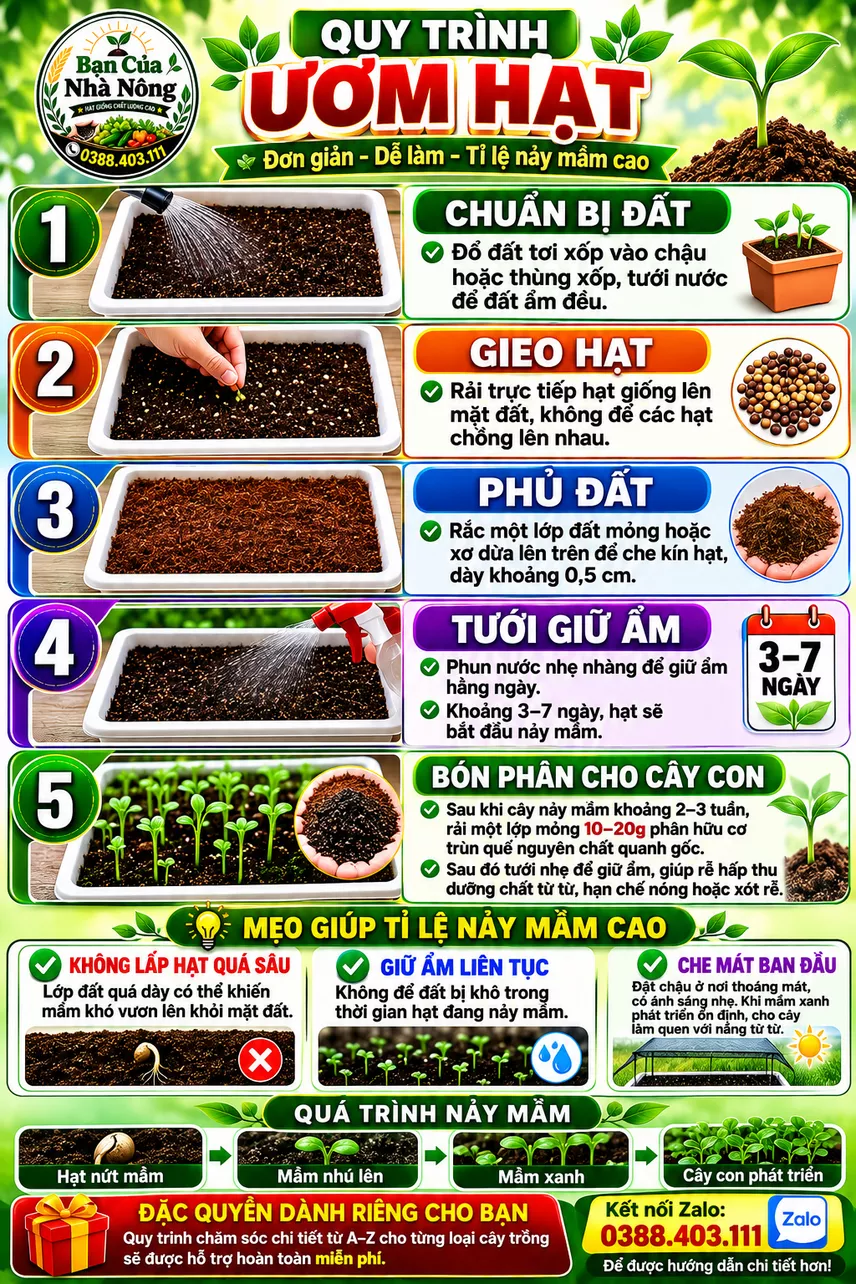 Bạn Của
Nhà Nông
HẠT GIỐNG CHẤT LƯỢNG CAO
0388.403.111
QUY TRÌNH
ƯƠM HẠT
Đơn giản - Dễ làm - Tỉ lệ nảy mầm cao
1
CHUẨN BỊ ĐẤT
Đổ đất tơi xốp vào chậu
hoặc thùng xốp, tưới nước
để đất ẩm đều.
2
GIEO HẠT
Rải trực tiếp hạt giống lên
mặt đất, không để các hạt
chồng lên nhau.
3
PHỦ ĐẤT
Rắc một lớp đất mỏng hoặc
xơ dừa lên trên để che kín hạt,
dày khoảng 0,5 cm.
4
TƯỚI GIỮ ẨM
Phun nước nhẹ nhàng để giữ ẩm
hằng ngày.
Khoảng 3-7 ngày, hạt sẽ
bắt đầu nảy mầm.
3-7
NGÀY
5
BÓN PHÂN CHO CÂY CON
Sau khi cây nảy mầm khoảng 2-3 tuần,
rải một lớp mỏng 10-20g phân hữu cơ
trùn quế nguyên chất quanh gốc.
Sau đó tưới nhẹ để giữ ẩm, giúp rễ hấp thu
dưỡng chất từ từ, hạn chế nóng hoặc xót rễ.
MẸO GIÚP TỈ LỆ NẢY MẦM CAO
KHÔNG LẤP HẠT QUÁ SÂU
Lớp đất quá dày có thể khiến
mầm khó vươn lên khỏi mặt đất.
GIỮ ẨM LIÊN TỤC
Không để đất bị khô trong
thời gian hạt đang nảy mầm.
CHE MÁT BAN ĐẦU
Đặt chậu ở nơi thoáng mát,
có ánh sáng nhẹ. Khi mầm xanh
phát triển ổn định, cho cây
làm quen với nắng từ từ.
QUÁ TRÌNH NẢY MẦM
Hạt nứt mầm
Mầm nhú lên
Mầm xanh
Cây con phát triển
ĐẶC QUYỀN DÀNH RIÊNG CHO BẠN
Quy trình chăm sóc chi tiết từ A-Z cho từng loại cây trồng
sẽ được hỗ trợ hoàn toàn miễn phí.
Kết nối Zalo:
0388.403.111
Zalo
Để được hướng dẫn chi tiết hơn!